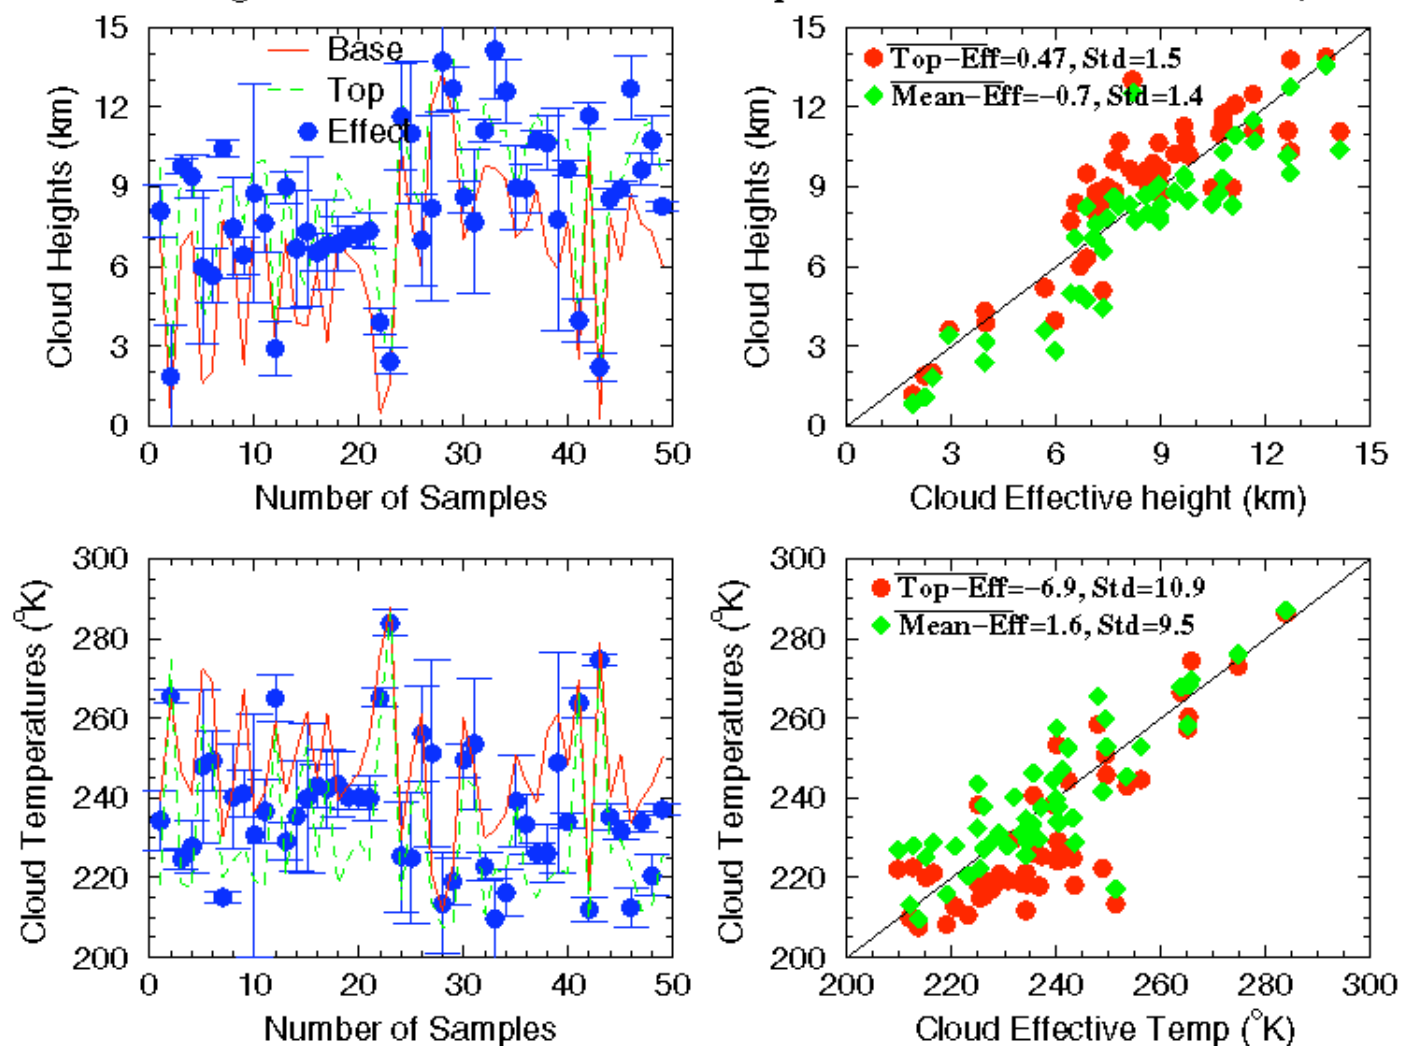 15
12
9
6
3
0
Cloud Heights (km)
Base
Top
Effect
0 10 20 30 40 50
Number of Samples
15
12
9
6
3
0
Cloud Heights (km)
Top-Eff=0.47, Std=1.5
Mean-Eff=-0.7, Std=1.4
0 3 6 9 12 15
Cloud Effective height (km)
300
280
260
240
220
200
Cloud Temperatures (°K)
0 10 20 30 40 50
Number of Samples
300
280
260
240
220
200
Cloud Temperatures (°K)
Top-Eff=-6.9, Std=10.9
Mean-Eff=1.6, Std=9.5
200 220 240 260 280 300
Cloud Effective Temp (°K)